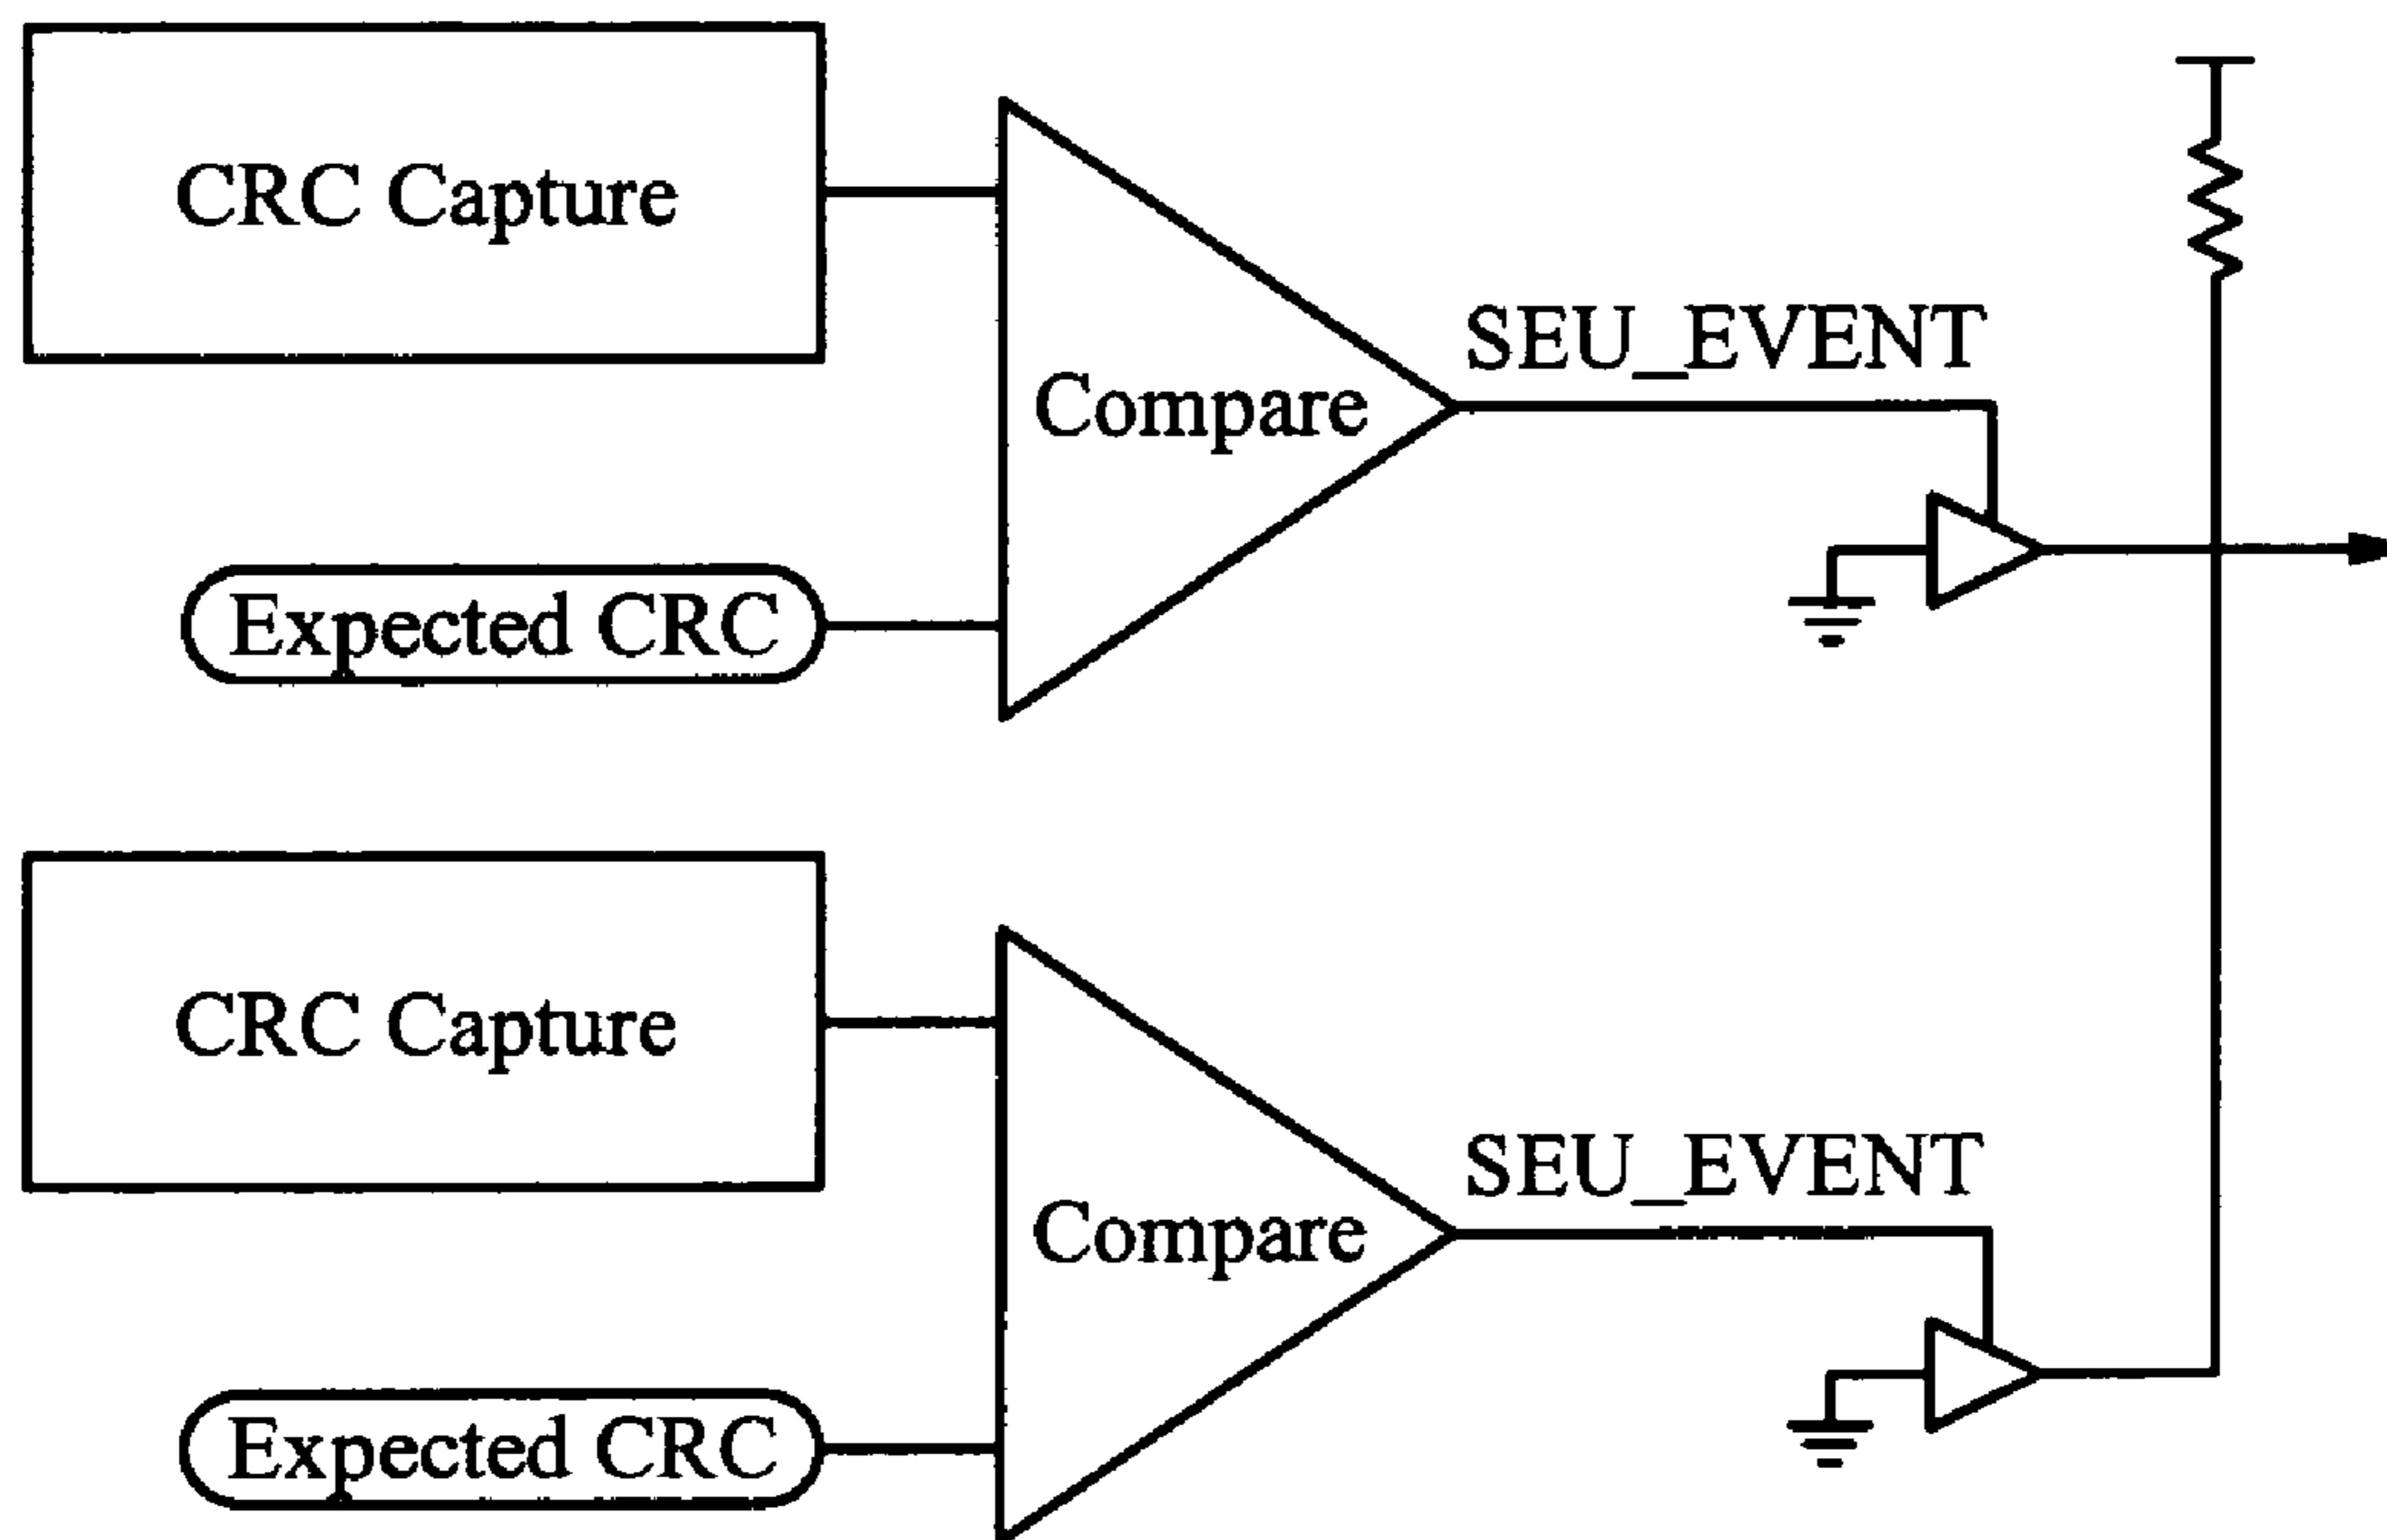 CRC Capture
SEU_EVENT
Compare
Expected CRC
CRC Capture
SEU_EVENT
Compare
Expected CRC